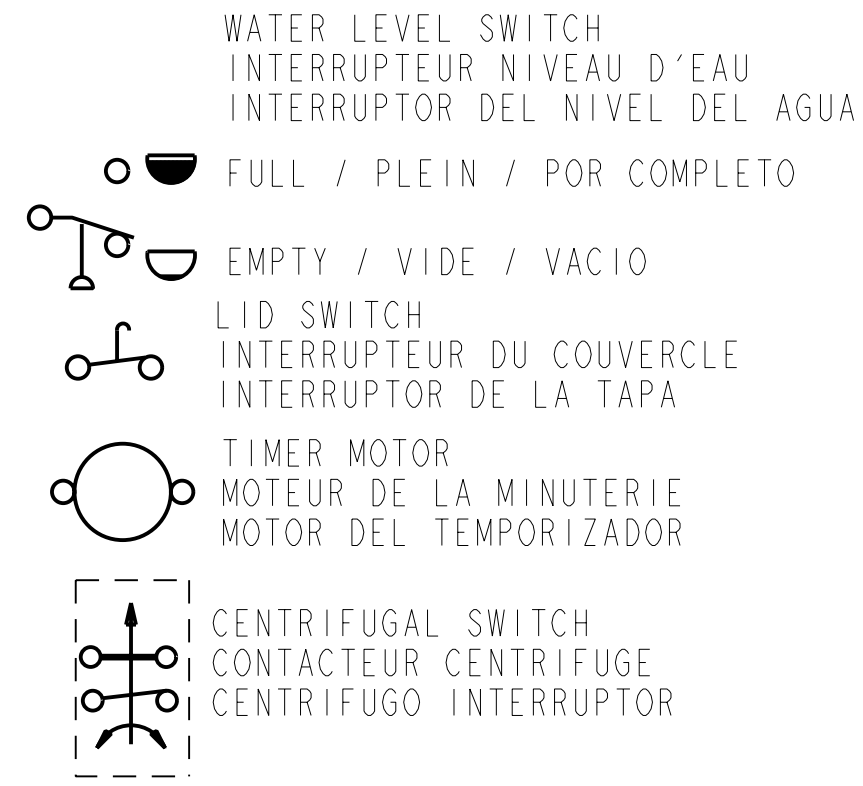 WATER LEVEL SWITCH
INTERRUPTEUR NIVEAU D'EAU
INTERRUPTOR DEL NIVEL DEL AGUA
FULL / PLEIN / POR COMPLETO
EMPTY / VIDE / VACIO
LID SWITCH
INTERRUPTEUR DU COUVERCLE
INTERRUPTOR DE LA TAPA
TIMER MOTOR
MOTEUR DE LA MINUTERIE
MOTOR DEL TEMPORIZADOR
CENTRIFUGAL SWITCH
CONTACTEUR CENTRIFUGE
CENTRIFUGO INTERRUPTOR